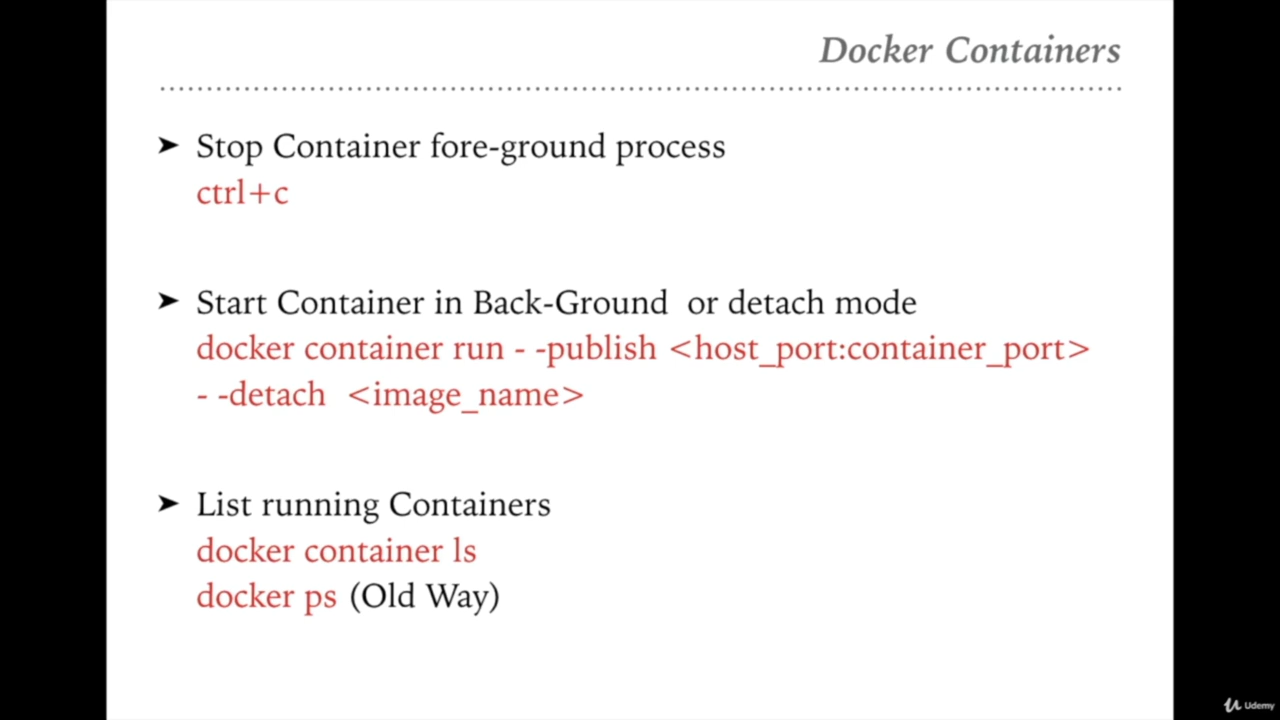 Docker Containers
➤ Stop Container fore-ground process
ctrl+c
➤ Start Container in Back-Ground or detach mode
docker container run - -publish <host_port:container_port>
- -detach <image_name>
➤ List running Containers
docker container ls
docker ps (Old Way)
Udemy